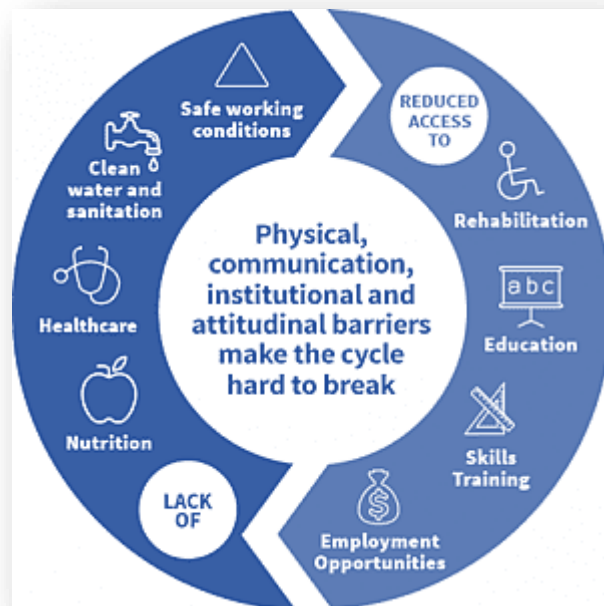 REDUCED
ACCESS
TO
Rehabilitation
a b c
Education
Skills
Training
$
Employment
Opportunities
LACK
OF
Nutrition
Healthcare
Clean
water and
sanitation
Safe working
conditions
Physical,
communication,
institutional and
attitudinal barriers
make the cycle
hard to break